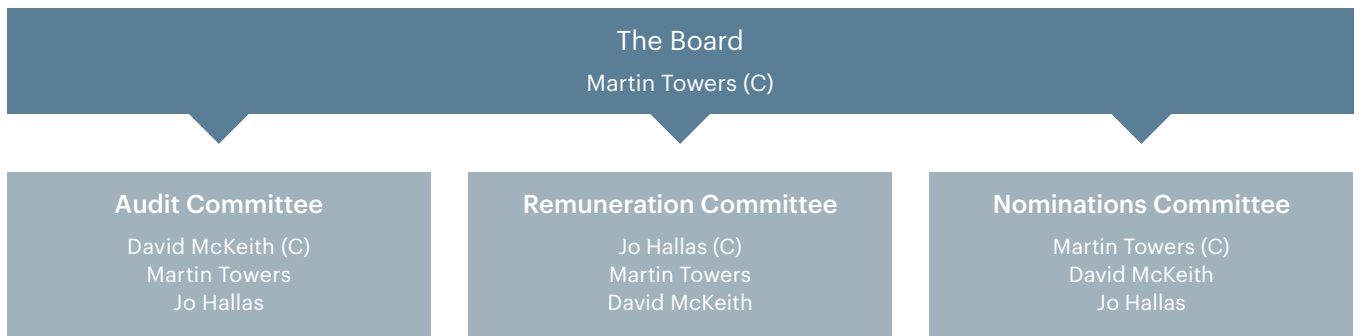 The Board
Martin Towers (C)
Audit Committee
David McKeith (C)
Martin Towers
Jo Hallas
Remuneration Committee
Jo Hallas (C)
Martin Towers
David McKeith
Nominations Committee
Martin Towers (C)
David McKeith
Jo Hallas